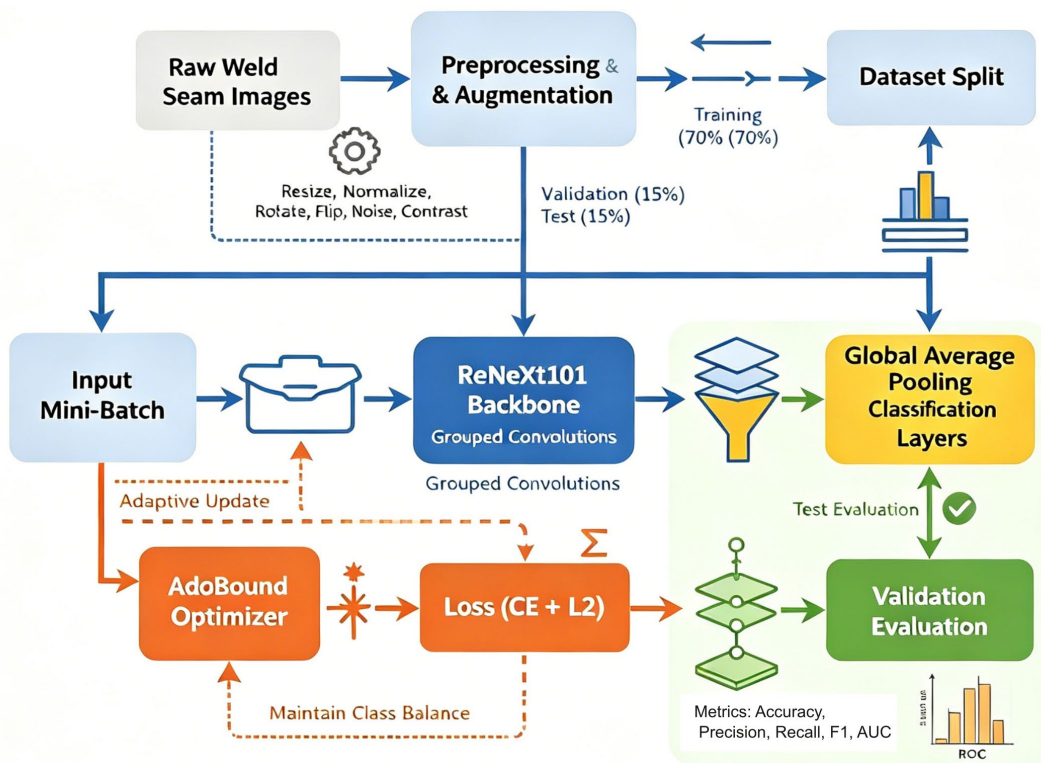 Raw Weld
Seam Images
Preprocessing &
& Augmentation
Training
(70% (70%)
Dataset Split
Resize, Normalize,
Rotate, Flip, Noise, Contrast
Validation (15%)
Test (15%)
Input
Mini-Batch
ReNeXt101
Backbone
Grouped Convolutions
Grouped Convolutions
Global Average
Pooling
Classification
Layers
Adaptive Update
Test Evaluation
Σ
AdoBound
Optimizer
Loss (CE + L2)
Validation
Evaluation
Maintain Class Balance
Metrics: Accuracy,
Precision, Recall, F1, AUC
ROC